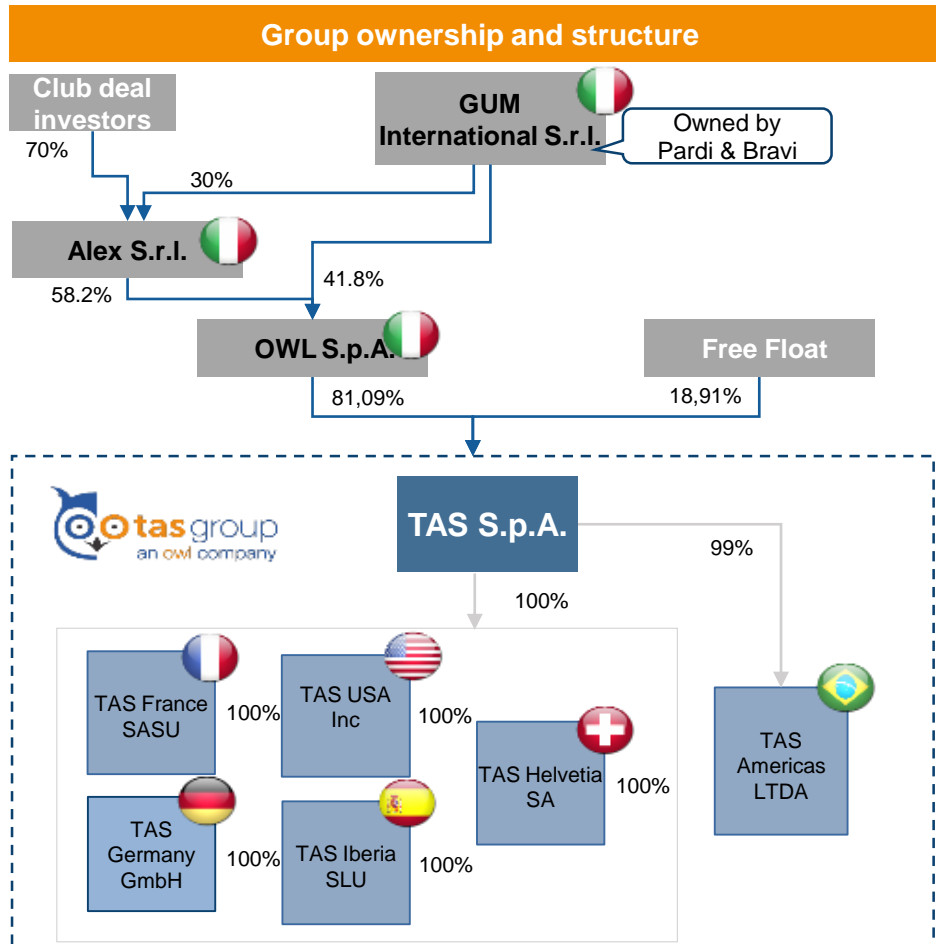 Group ownership and structure
Club deal
investors
GUM
International S.r.l.
Owned by
Pardi & Bravi
70%
30%
Alex S.r.l.
58.2%
41.8%
OWL S.p.A.
Free Float
81,09%
18,91%
tasgroup
an owl company
TAS S.p.A.
99%
100%
TAS France
SASU
100%
TAS USA
Inc
100%
TAS Helvetia
SA
100%
TAS
Americas
LTDA
TAS
Germany
GmbH
100%
TAS Iberia
SLU
100%